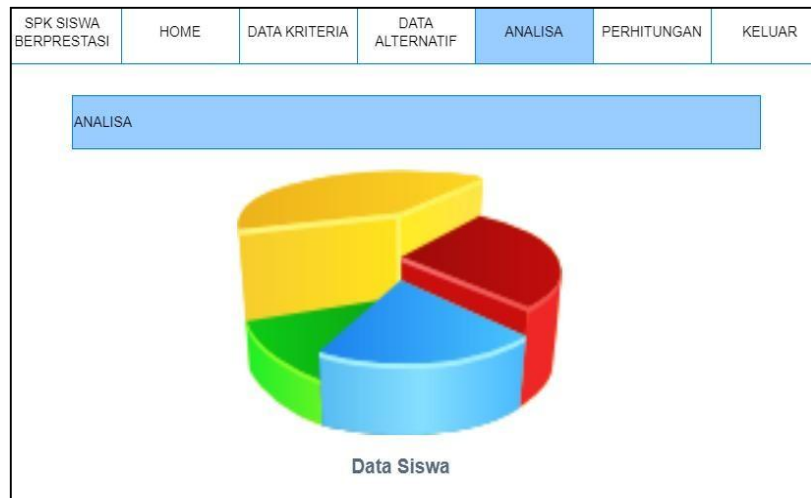 SPK SISWA
BERPRESTASI
HOME
DATA KRITERIA
DATA
ALTERNATIF
ANALISA
PERHITUNGAN
KELUAR
ANALISA
Data Siswa